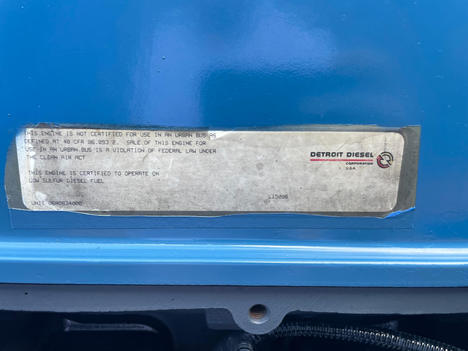 THIS ENGINE IS NOT CERTIFIED FOR USE IN AN URBAN BUS AS
DEFINED AT 40 CFR 86.093 2. SALE OF THIS ENGINE FOR
USE IN AN URBAN BUS IS A VIOLATION OF FEDERAL LAW UNDER
THE CLEAN AIR ACT
THIS ENGINE IS CERTIFIED TO OPERATE ON
LOW SULFUR DIESEL FUEL
UNIT
DETROIT DIESEL
CORPORATION
USA